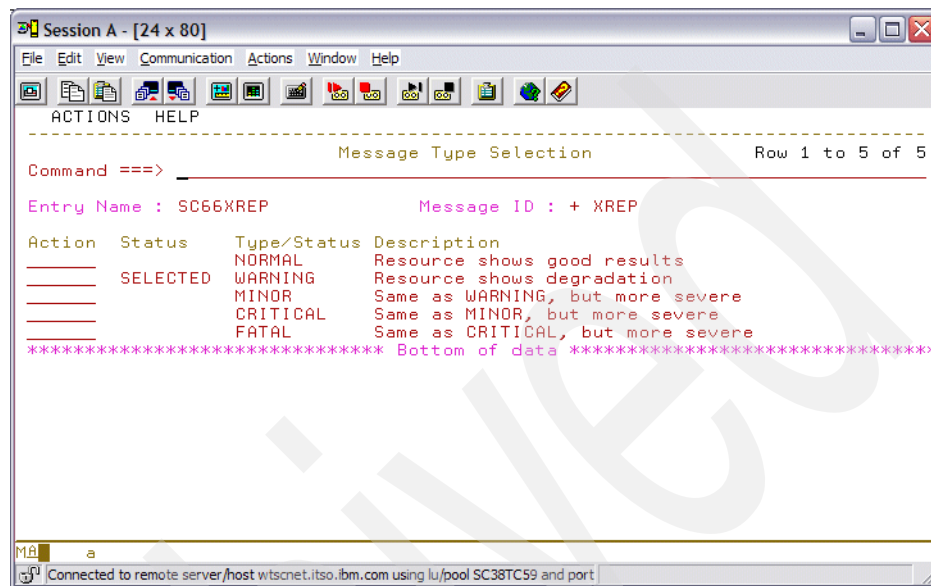 Session A - [24 x 80]
File Edit View Communication Actions Window Help
ACTIONS HELP
--------------------------------------------------------------------------------
Message Type Selection Row 1 to 5 of 5
Command ===>
Entry Name : SC66XREP Message ID : + XREP
Action Status Type/Status Description
NORMAL Resource shows good results
SELECTED WARNING Resource shows degradation
MINOR Same as WARNING, but more severe
CRITICAL Same as MINOR, but more severe
FATAL Same as CRITICAL, but more severe
******************************* Bottom of data *******************************
MA a
Connected to remote server/host wtscnet.itso.ibm.com using lu/pool SC38TC59 and port